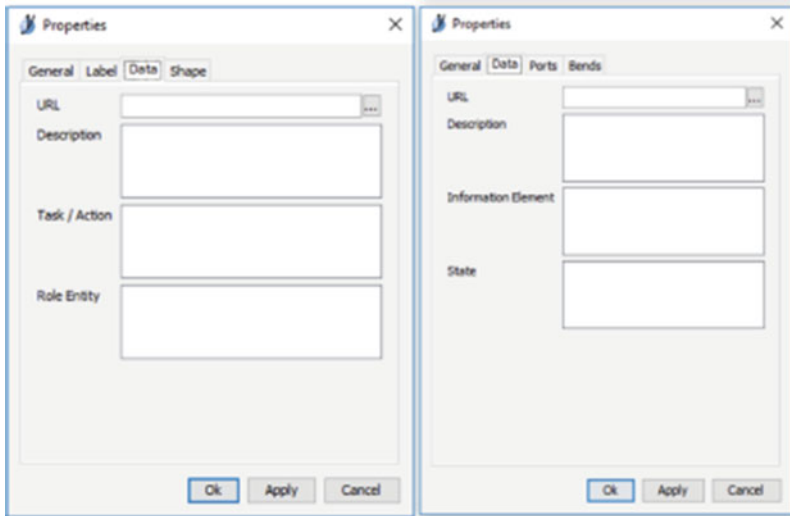 Properties
General Label Data Shape
URL
...
Description
Task / Action
Role Entity
Ok Apply Cancel
Properties
General Data Ports Bends
URL
...
Description
Information Element
State
Ok Apply Cancel